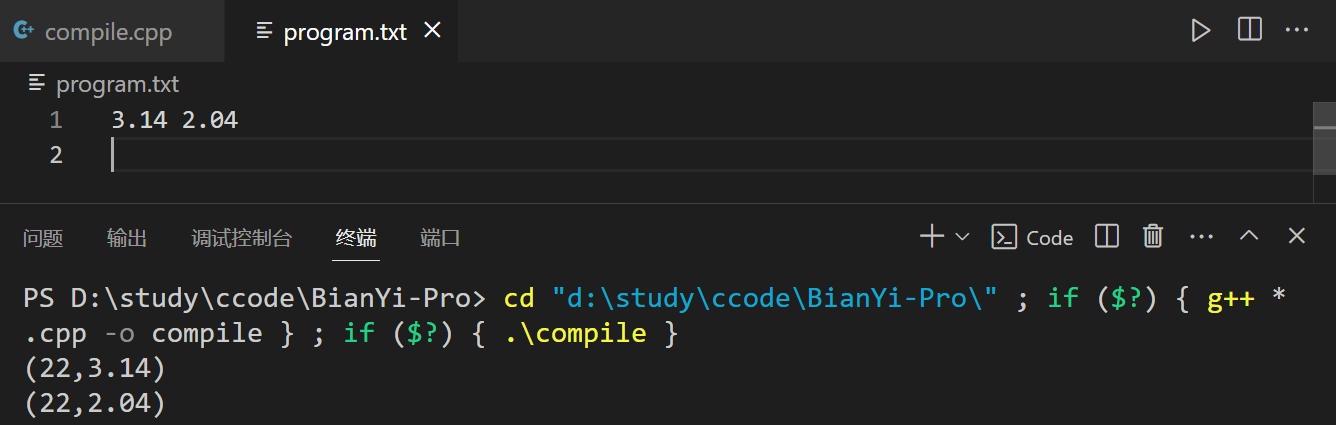 compile.cpp program.txt
program.txt
1 3.14 2.04
2
问题 输出 调试控制台 终端 端口 Code
PS D:\study\ccode\BianYi-Pro> cd "d:\study\ccode\BianYi-Pro\" ; if ($?) { g++ *
.cpp -o compile } ; if ($?) { .\compile }
(22,3.14)
(22,2.04)